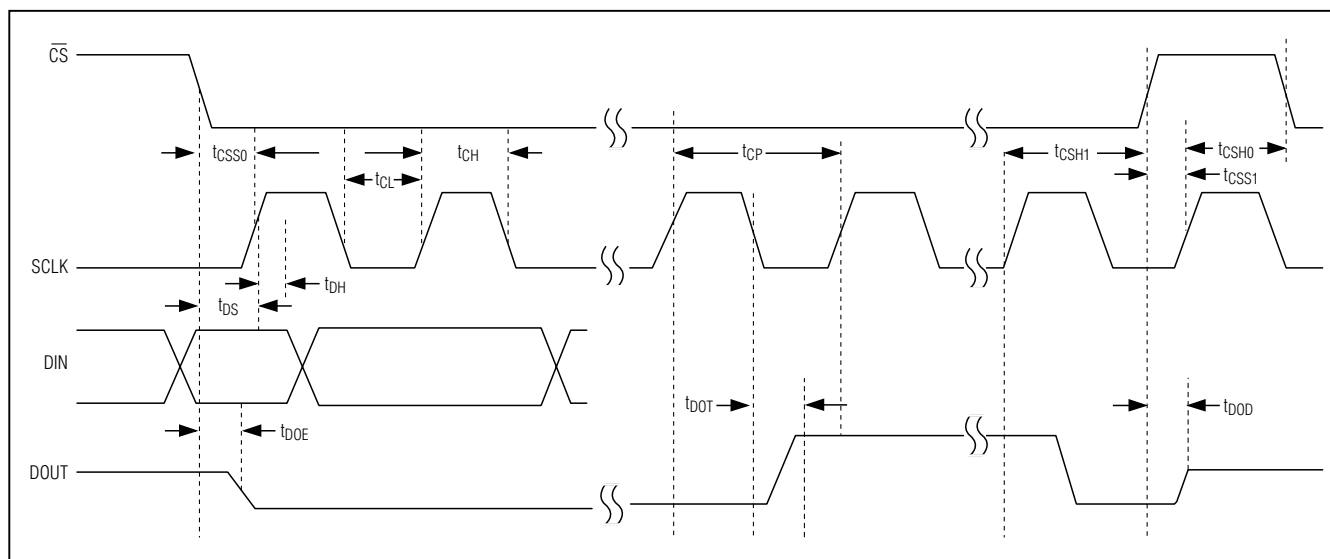 CS
tCSS0
tCH
tCP
tCSH1
tCSH0
tCL
tCSS1
SCLK
tDH
tDS
DIN
tDOT
tDOD
tDOE
DOUT